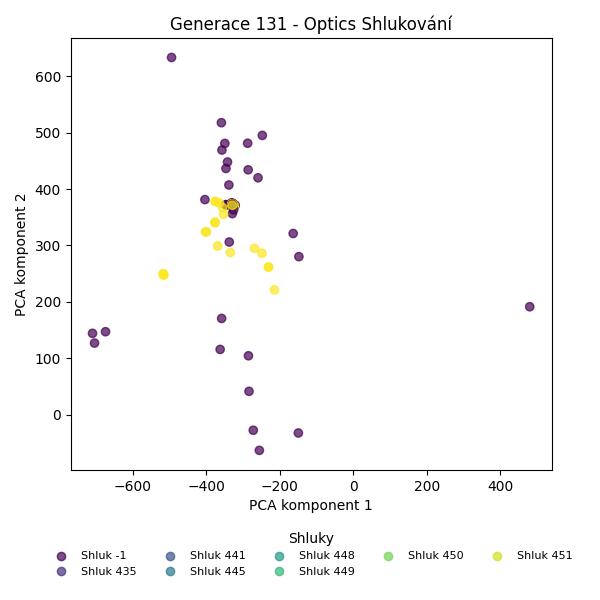 Generace 131 - Optics Shlukování
PCA komponent 2
600
500
400
300
200
100
0
−600 −400 −200 0 200 400
PCA komponent 1
Shluky
Shluk -1 Shluk 441 Shluk 448 Shluk 450 Shluk 451
Shluk 435 Shluk 445 Shluk 449